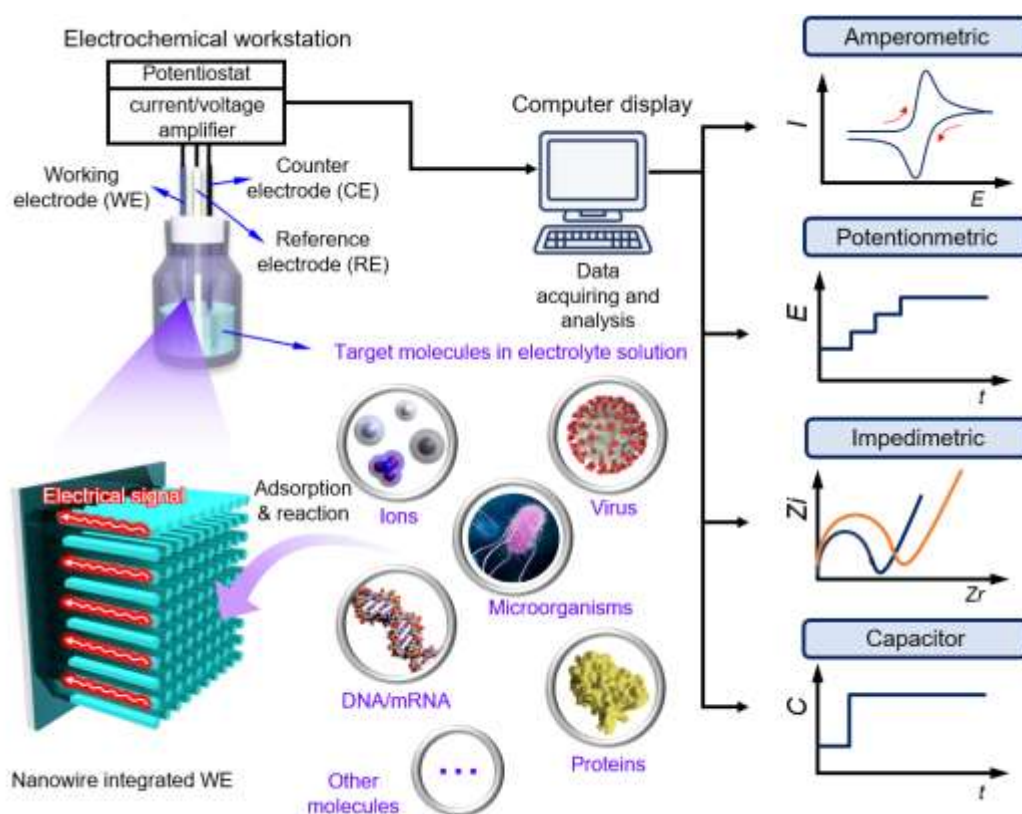 Electrochemical workstation
Potentiostat
current/voltage
amplifier
Working
electrode (WE)
Counter
electrode (CE)
Reference
electrode (RE)
Computer display
Data
acquiring and
analysis
Target molecules in electrolyte solution
Electrical signal
Adsorption
& reaction
Nanowire integrated WE
Ions
Virus
Microorganisms
DNA/mRNA
Proteins
Other
molecules
Amperometric
I
E
Potentionmetric
E
t
Impedimetric
Zi
Zr
Capacitor
C
t